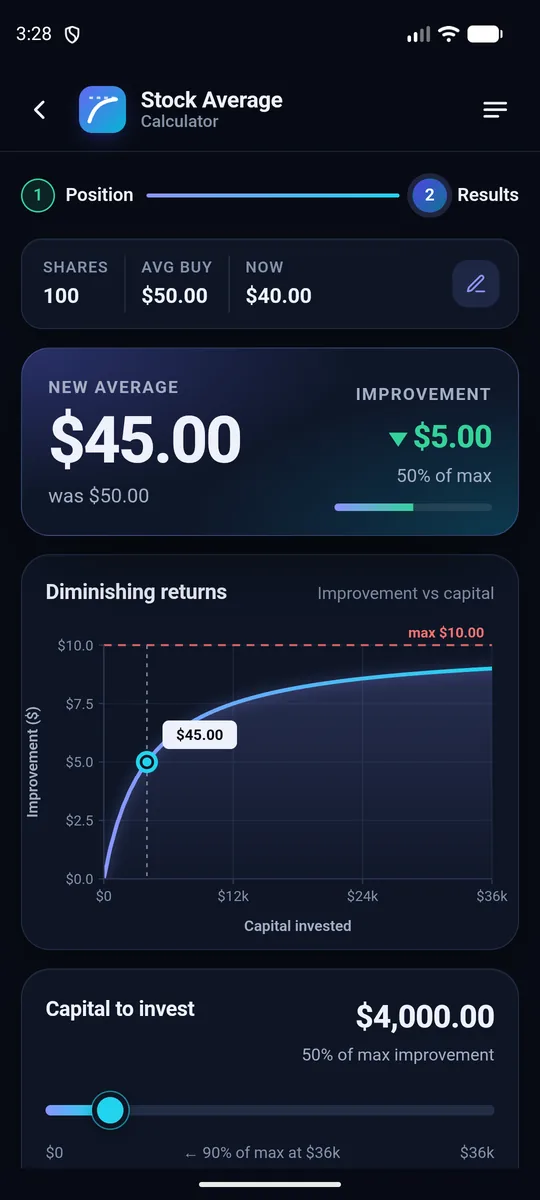 3:28
Stock Average
Calculator
1 Position
2 Results
SHARES AVG BUY NOW
100 $50.00 $40.00
NEW AVERAGE
$45.00
was $50.00
IMPROVEMENT
▼$5.00
50% of max
Diminishing returns
Improvement vs capital
max $10.00
$10.0
$7.5
$5.0
$2.5
$0.0
Improvement ($)
$45.00
$0 $12k $24k $36k
Capital invested
Capital to invest
$4,000.00
50% of max improvement
$0 ← 90% of max at $36k $36k